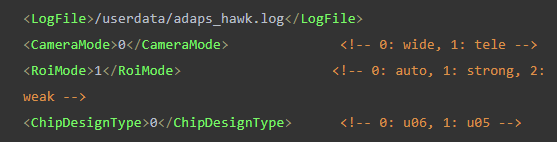 <LogFile>/userdata/adaps_hawk.log</LogFile>
<CameraMode>0</CameraMode> <!-- 0: wide, 1: tele -->
<RoiMode>1</RoiMode> <!-- 0: auto, 1: strong, 2:
weak -->
<ChipDesignType>0</ChipDesignType> <!-- 0: u06, 1: u05 -->